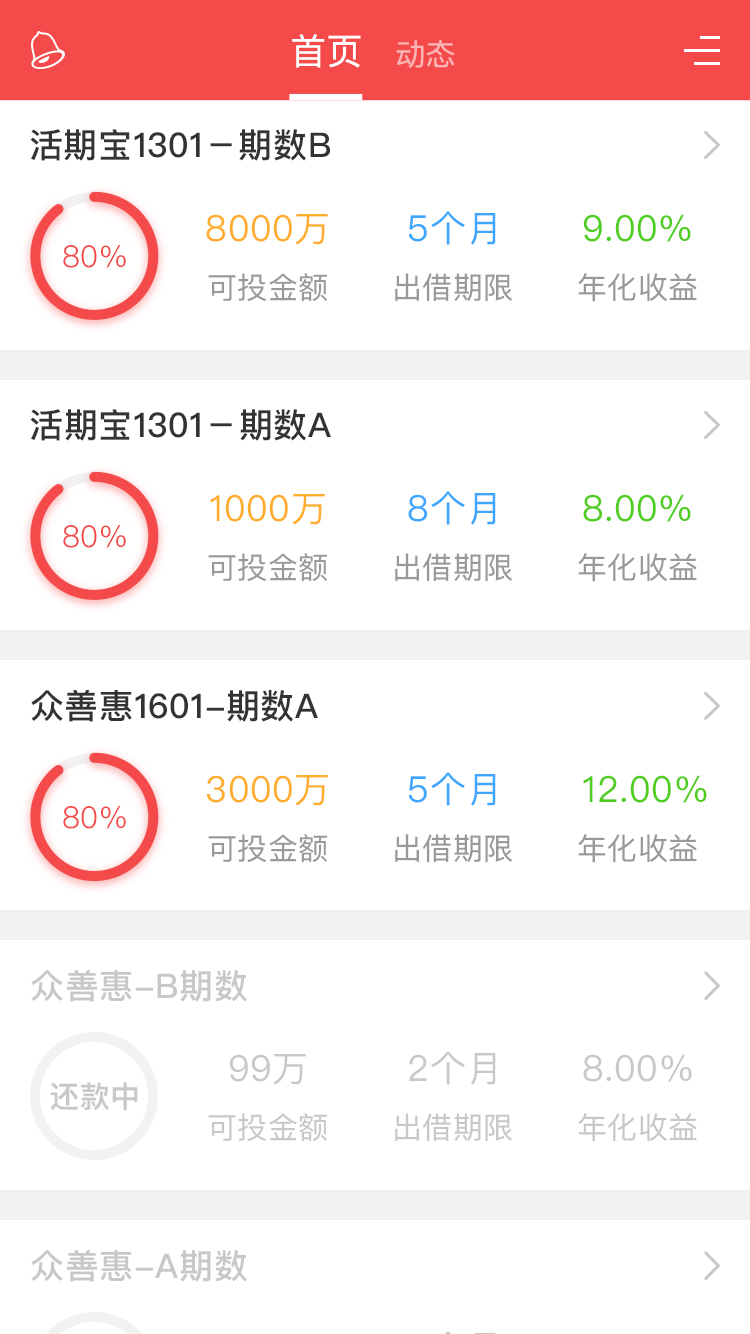 首页 动态
活期宝1301－期数B
80% 8000万 5个月 9.00%
可投金额 出借期限 年化收益
活期宝1301－期数A
80% 1000万 8个月 8.00%
可投金额 出借期限 年化收益
众善惠1601–期数A
80% 3000万 5个月 12.00%
可投金额 出借期限 年化收益
众善惠–B期数
还款中 99万 2个月 8.00%
可投金额 出借期限 年化收益
众善惠–A期数